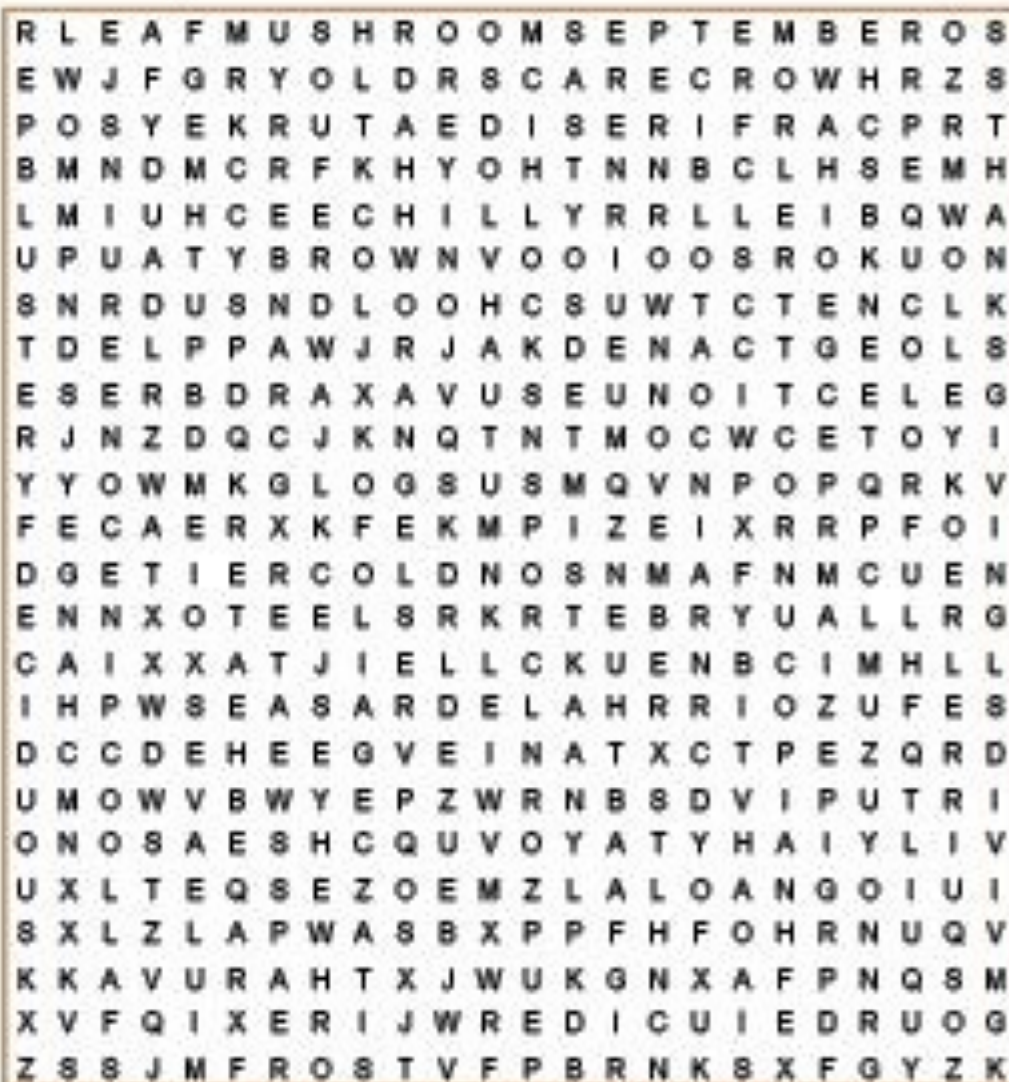 R L E A F M U S H R O O M S E P T E M B E R O S
E W J F G R Y O L D R S C A R E C R O W H R Z S
P O S Y E K R U T A E D I S E R I F R A C P R T
B M N D M C R F K H Y O H T N N B C L H S E M H
L M I U H C E E C H I L L Y R R L L E I B Q W A
U P U A T Y B R O W N V O O I O O S R O K U O N
S N R D U S N D L O O H C S U W T C T E N C L K
T D E L P P A W J R J A K D E N A C T G E O L S
E S E R B D R A X A V U S E U N O I T C E L E G
R J N Z D Q C J K N Q T N T M O C W C E T O Y I
Y Y O W M K G L O G S U S M Q V N P O P Q R K V
F E C A E R X K F E K M P I Z E I X R R P F O I
D G E T I E R C O L D N O S N M A F N M C U E N
E N N X O T E E L S R K R T E B R Y U A L L R G
C A I X X A T J I E L L C K U E N B C I M H L L
I H P W S E A S A R D E L A H R R I O Z U F E S
D C C D E H E E G V E I N A T X C T P E Z Q R D
U M O W V B W Y E P Z W R N B S D V I P U T R I
O N O S A E S H C Q U V O Y A T Y H A I Y L I V
U X L T E Q S E Z O E M Z L A L O A N G O I U I
S X L Z L A P W A S B X P P F H F O H R N U Q V
K K A V U R A H T X J W U K G N X A F P N Q S M
X V F Q I X E R I J W R E D I C U I E D R U O G
Z S S J M F R O S T V F P B R N K S X F G Y Z K